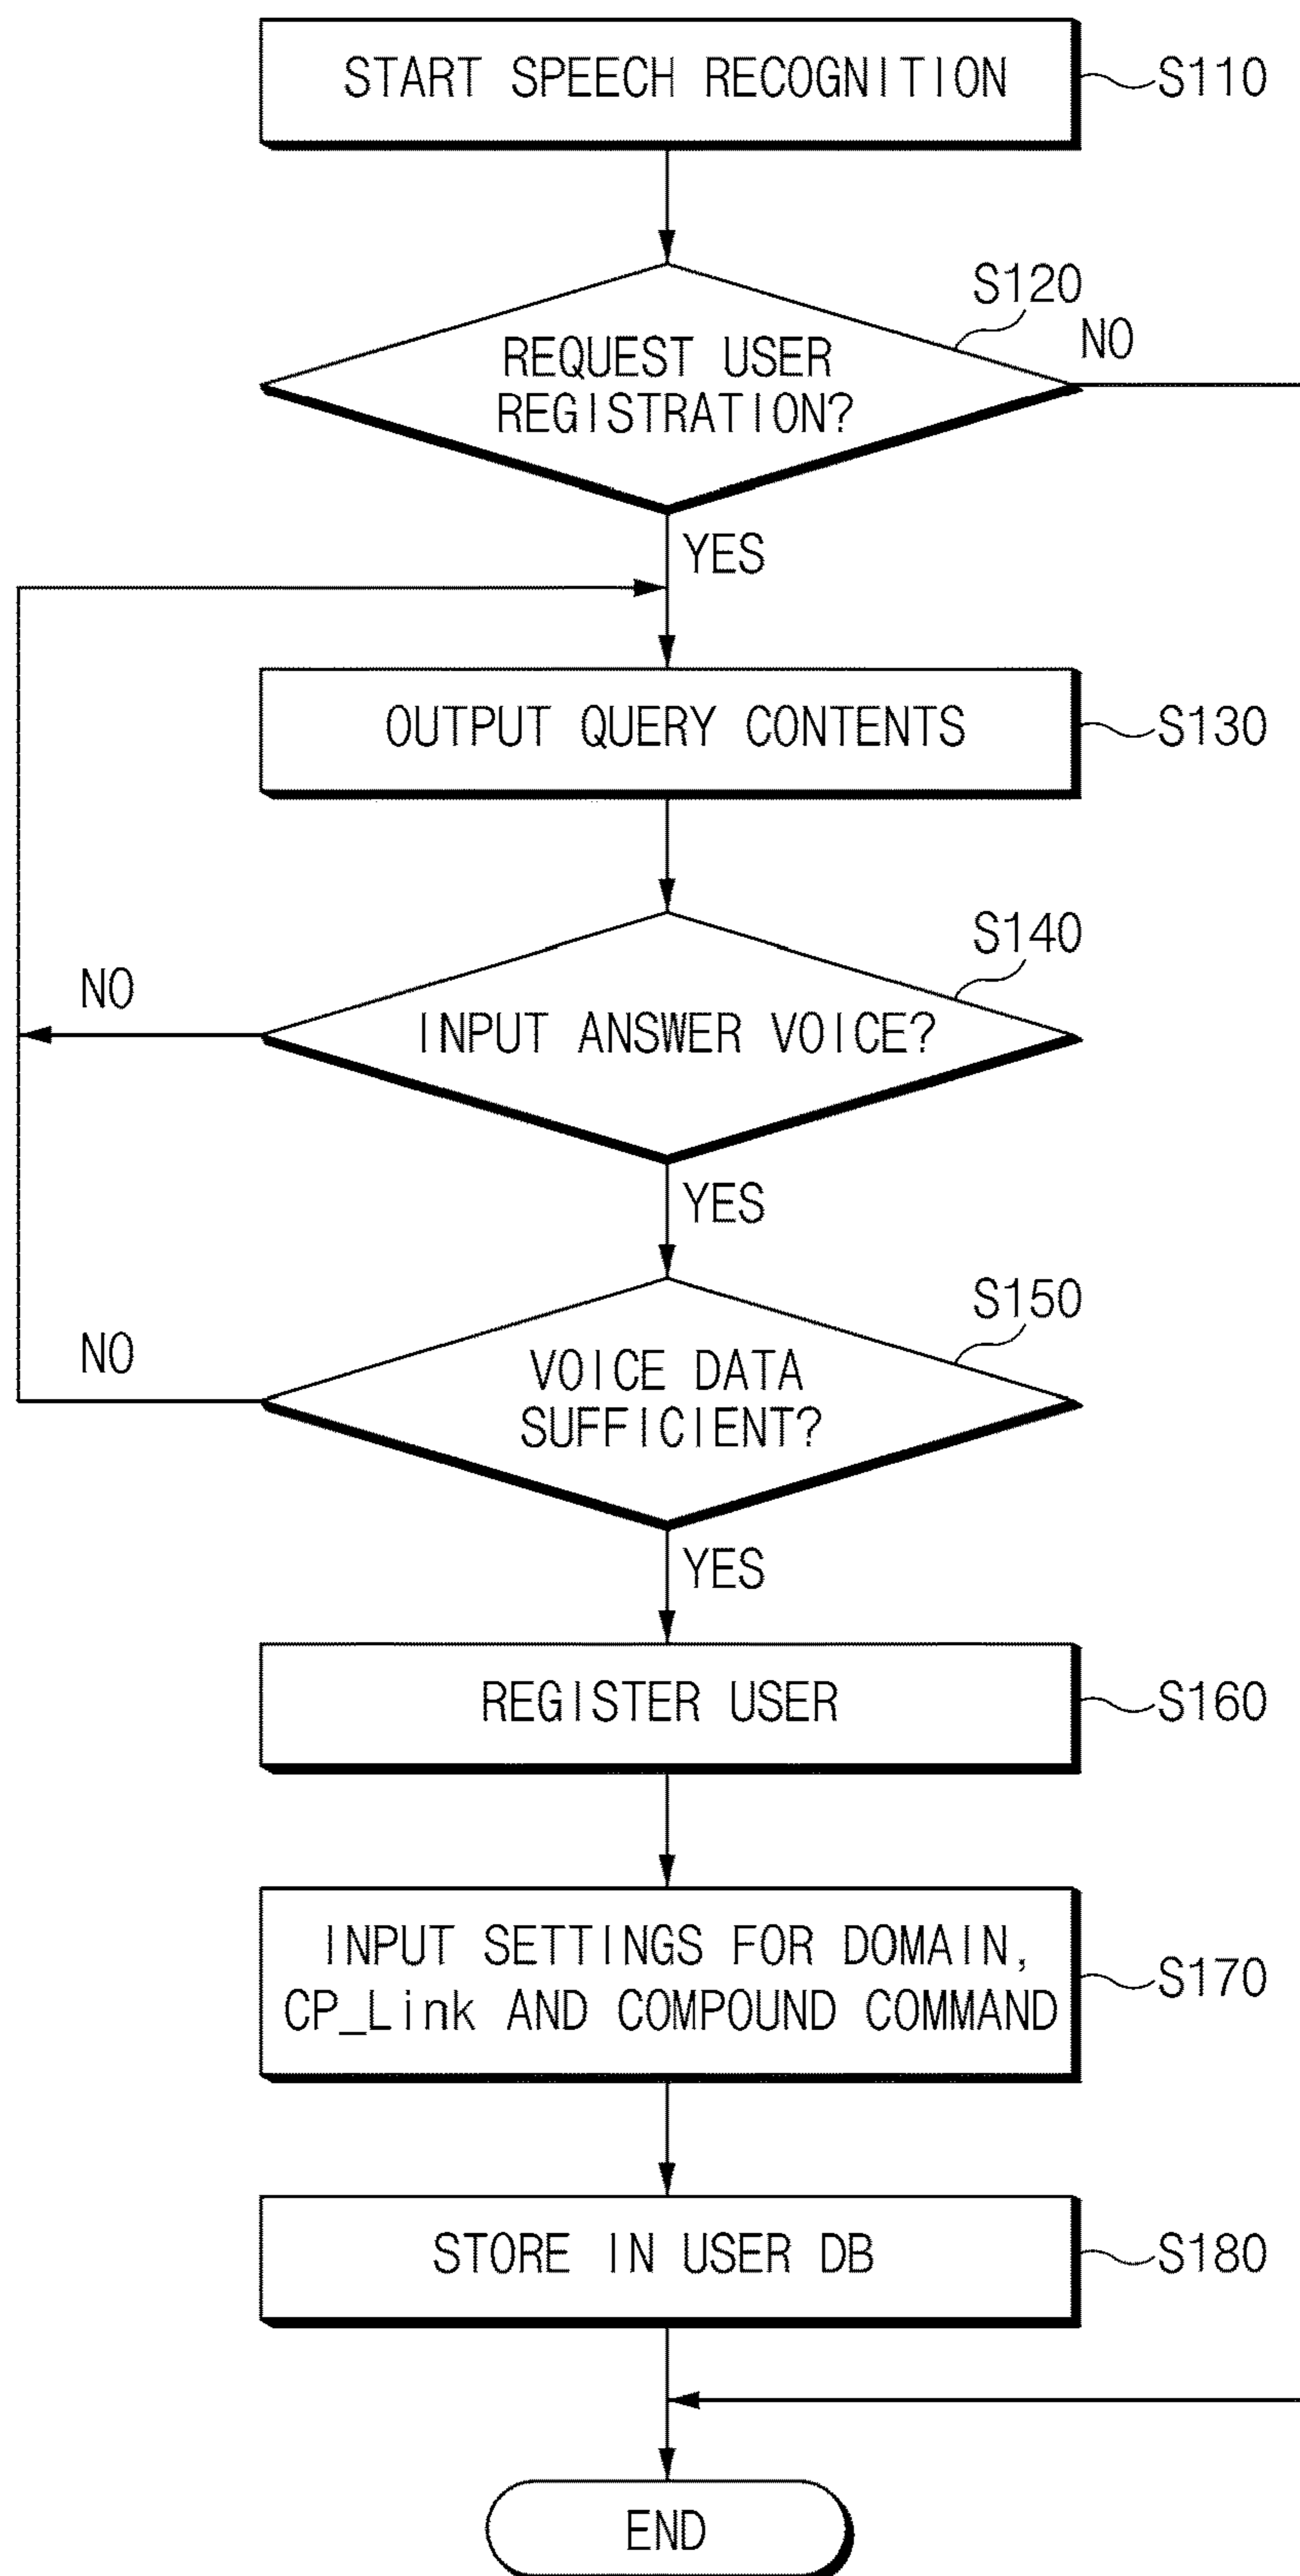 START SPEECH RECOGNITION
S110
S120
NO
REQUEST USER
REGISTRATION?
YES
OUTPUT QUERY CONTENTS
S130
S140
NO
INPUT ANSWER VOICE?
YES
S150
NO
VOICE DATA
SUFFICIENT?
YES
REGISTER USER
S160
INPUT SETTINGS FOR DOMAIN,
CP_Link AND COMPOUND COMMAND
S170
STORE IN USER DB
S180
END